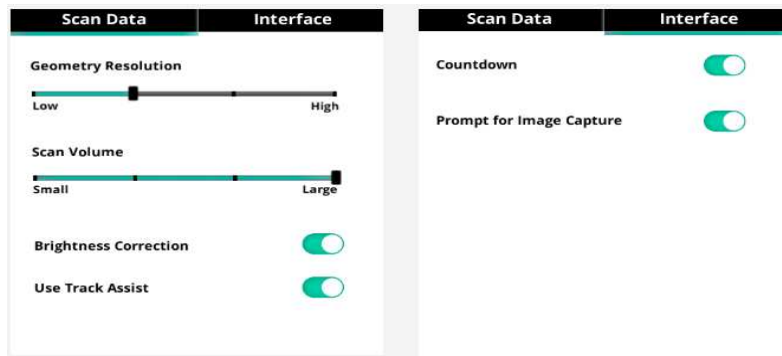 Scan Data Interface
Geometry Resolution
Low High
Scan Volume
Small Large
Brightness Correction
Use Track Assist
Scan Data Interface
Countdown
Prompt for Image Capture